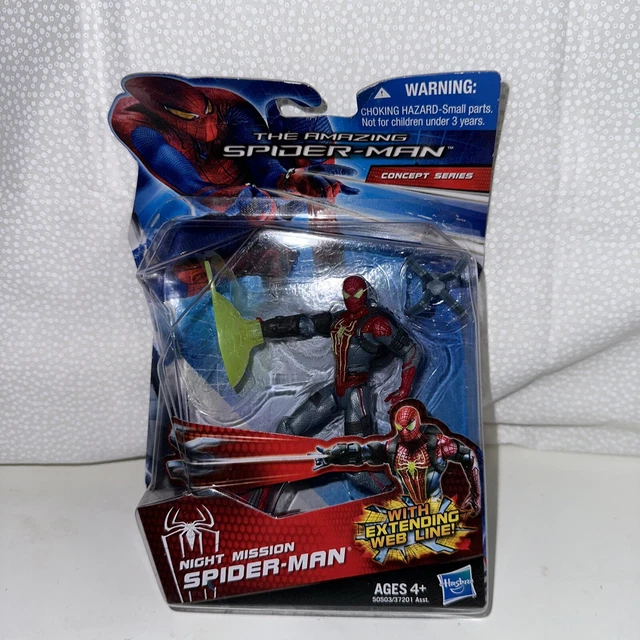 WARNING:
CHOKING HAZARD-Small parts.
Not for children under 3 years.
THE AMAZING
SPIDER-MAN™
CONCEPT SERIES
WITH
EXTENDING
WEB LINE!
NIGHT MISSION
SPIDER-MAN
AGES 4+
50503/37201 Asst.
Hasbro